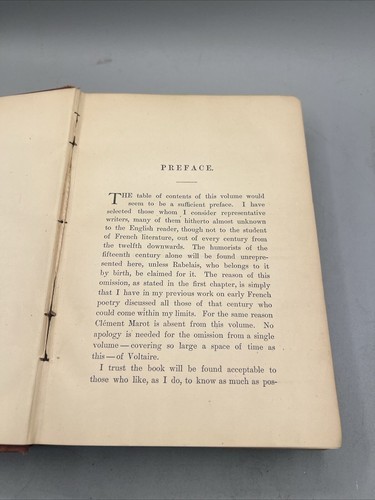 PREFACE.
THE table of contents of this volume would
seem to be a sufficient preface. I have
selected those whom I consider representative
writers, many of them hitherto almost unknown
to the English reader, though not to the student
of French literature, out of every century from
the twelfth downwards. The humorists of the
fifteenth century alone will be found unrepre-
sented here, unless Rabelais, who belongs to it
by birth, be claimed for it. The reason of this
omission, as stated in the first chapter, is simply
that I have in my previous work on early French
poetry discussed all those of that century who
could come within my limits. For the same reason
Clément Marot is absent from this volume. No
apology is needed for the omission from a single
volume—covering so large a space of time as
this—of Voltaire.
I trust the book will be found acceptable to
those who like, as I do, to know as much as pos-